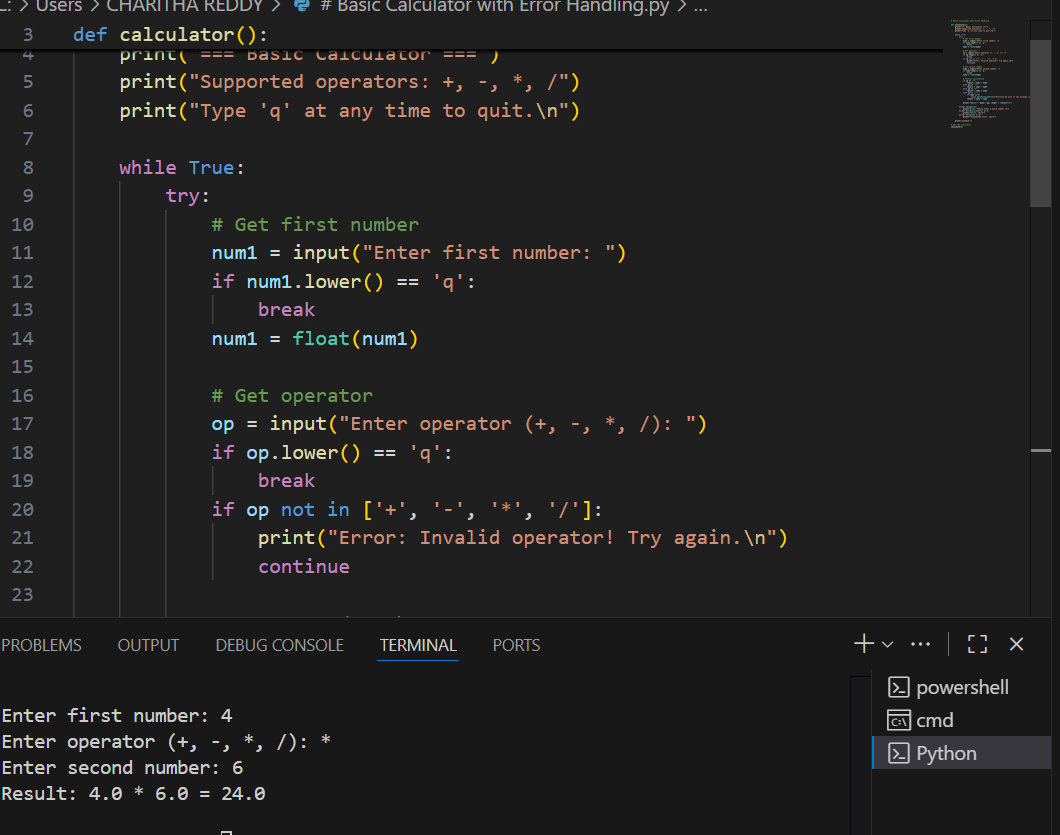 Users > CHARITHA REDDY > # Basic Calculator with Error Handling.py > ...
3 def calculator():
4 print("=== Basic Calculator ===")
5 print("Supported operators: +, -, *, /")
6 print("Type 'q' at any time to quit.\n")
7
8 while True:
9 try:
10 # Get first number
11 num1 = input("Enter first number: ")
12 if num1.lower() == 'q':
13 break
14 num1 = float(num1)
15
16 # Get operator
17 op = input("Enter operator (+, -, *, /): ")
18 if op.lower() == 'q':
19 break
20 if op not in ['+', '-', '*', '/']:
21 print("Error: Invalid operator! Try again.\n")
22 continue
23
PROBLEMS OUTPUT DEBUG CONSOLE TERMINAL PORTS
powershell
cmd
Python
Enter first number: 4
Enter operator (+, -, *, /): *
Enter second number: 6
Result: 4.0 * 6.0 = 24.0